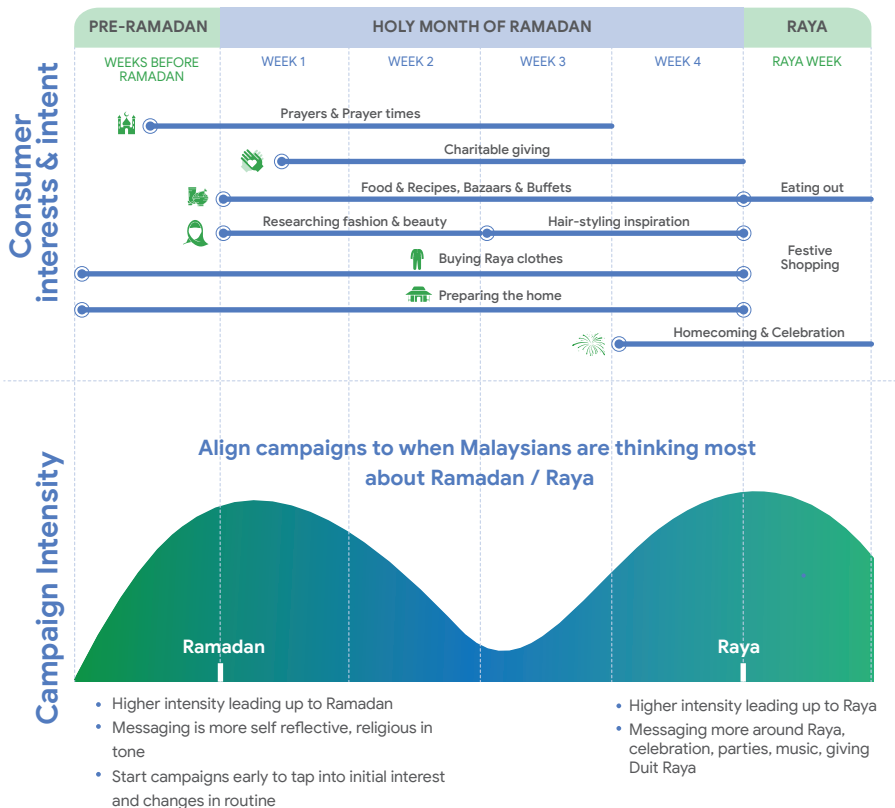 PRE-RAMADAN
HOLY MONTH OF RAMADAN
RAYA
WEEKS BEFORE
RAMADAN
WEEK 1
WEEK 2
WEEK 3
WEEK 4
RAYA WEEK
Consumer
interests & intent
Prayers & Prayer times
Charitable giving
Food & Recipes, Bazaars & Buffets
Eating out
Researching fashion & beauty
Hair-styling inspiration
Buying Raya clothes
Festive
Shopping
Preparing the home
Homecoming & Celebration
Campaign Intensity
Align campaigns to when Malaysians are thinking most
about Ramadan / Raya
Ramadan
Raya
• Higher intensity leading up to Ramadan
• Messaging is more self reflective, religious in
tone
• Start campaigns early to tap into initial interest
and changes in routine
• Higher intensity leading up to Raya
• Messaging more around Raya,
celebration, parties, music, giving
Duit Raya